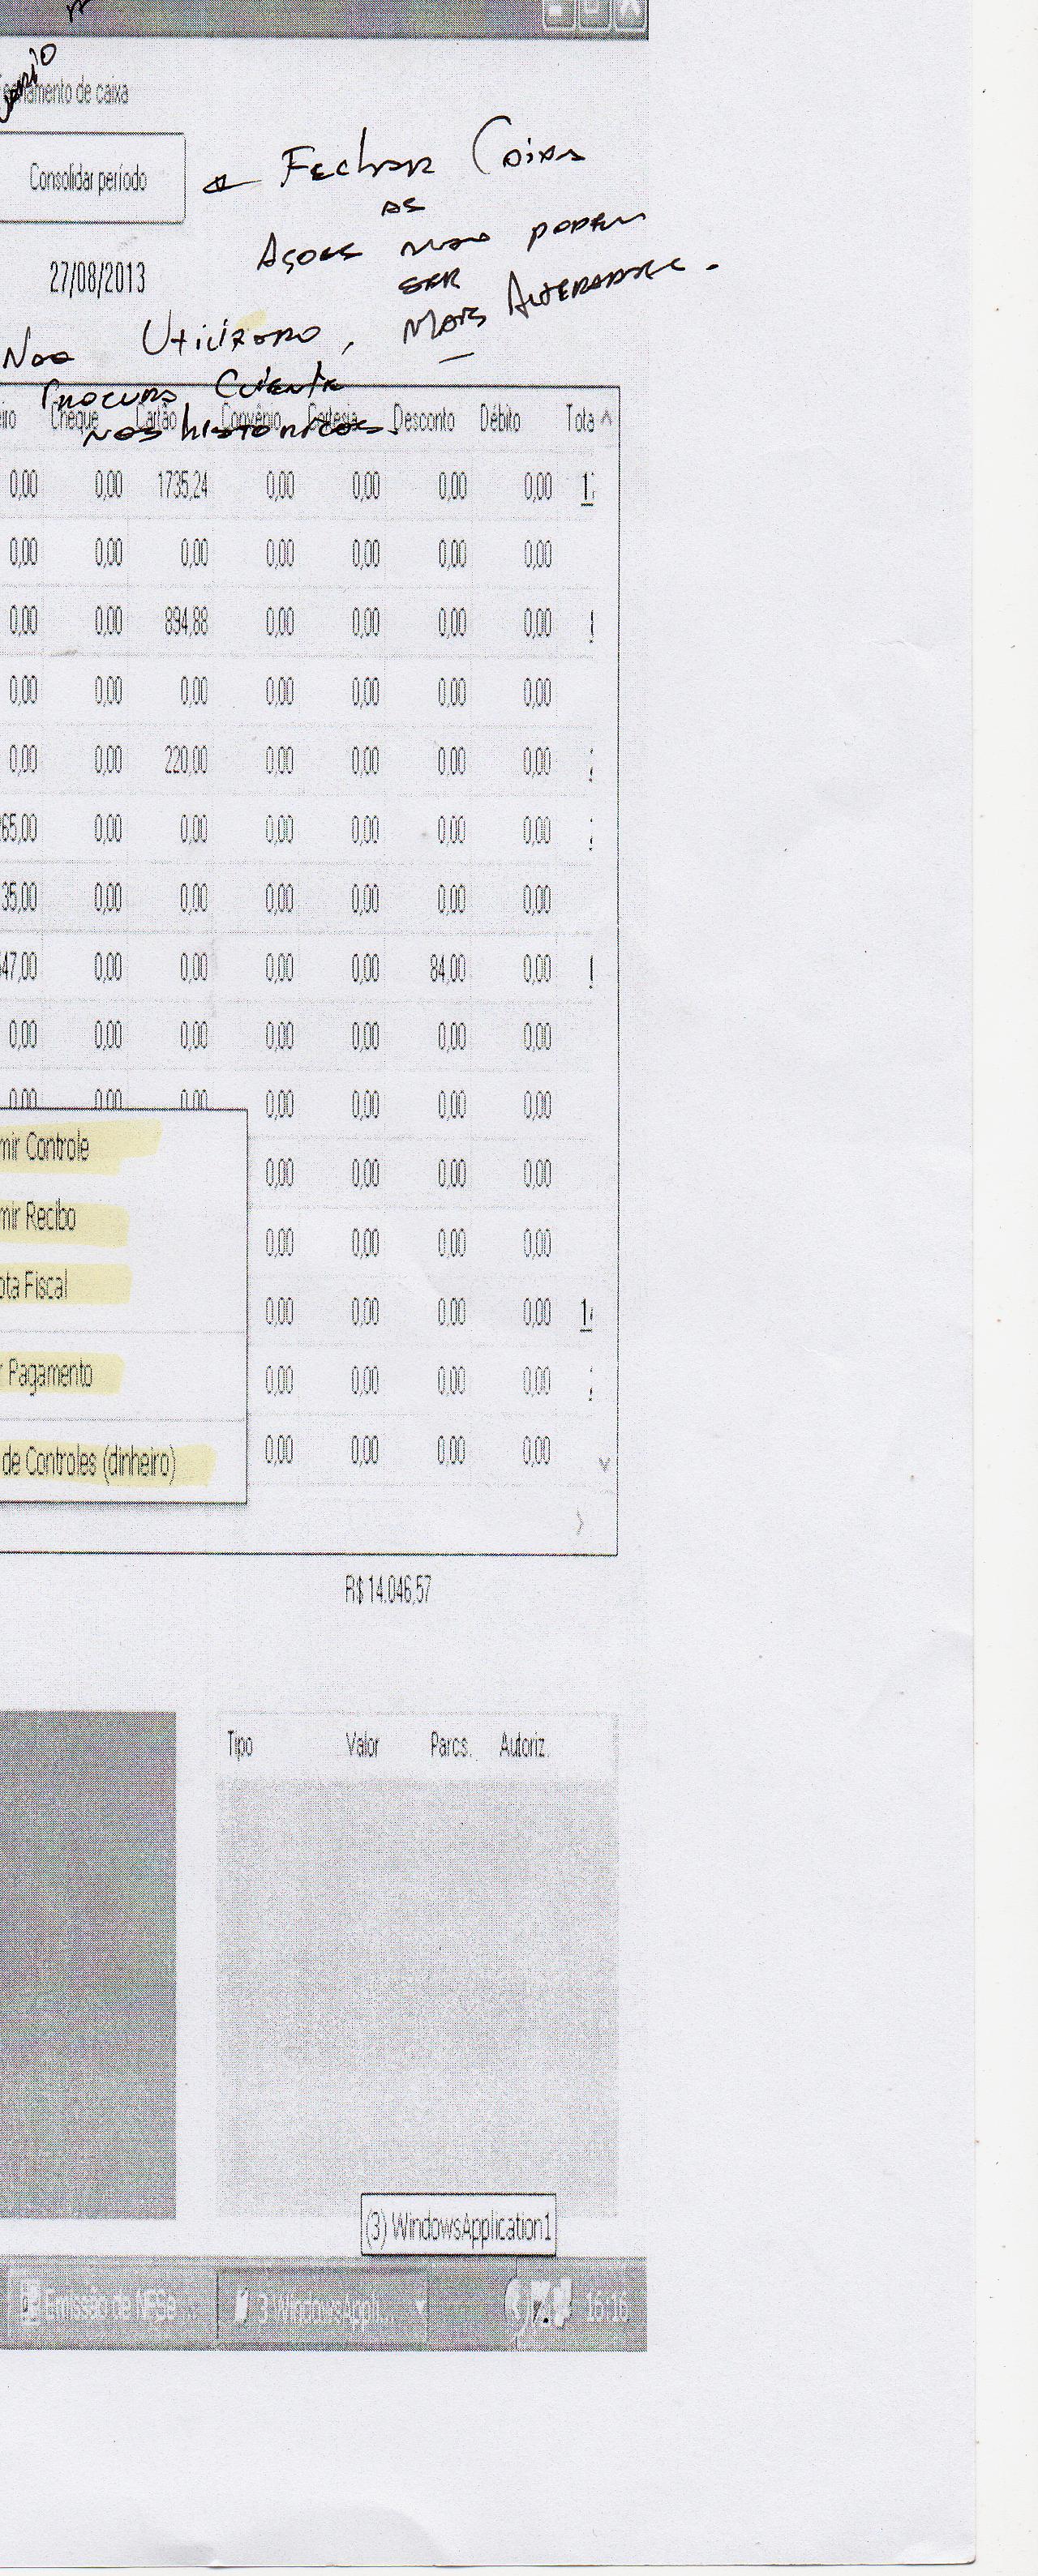 Fechamento de caixa
Consolidar período
← Fechar Caixa
AS
Ações não podem
SER
MAIS Alteradas.
27/08/2013
Não Utilizado,
Procura Cliente
nos históricos.
eiro Cheque Cartão Convênio Cortesia Desconto Débito Tota
0,00 0,00 1735,24 0,00 0,00 0,00 0,00 1
0,00 0,00 0,00 0,00 0,00 0,00 0,00
0,00 0,00 894,88 0,00 0,00 0,00 0,00
0,00 0,00 0,00 0,00 0,00 0,00 0,00
0,00 0,00 220,00 0,00 0,00 0,00 0,00
65,00 0,00 0,00 0,00 0,00 0,00 0,00
35,00 0,00 0,00 0,00 0,00 0,00 0,00
47,00 0,00 0,00 0,00 0,00 84,00 0,00
0,00 0,00 0,00 0,00 0,00 0,00 0,00
0,00 0,00 0,00 0,00 0,00 0,00 0,00
mir Controle 0,00 0,00 0,00 0,00
mir Recibo 0,00 0,00 0,00 0,00
ota Fiscal 0,00 0,00 0,00 0,00 1
r Pagamento 0,00 0,00 0,00 0,00
de Controles (dinheiro) 0,00 0,00 0,00 0,00
R$ 14.046,57
Tipo Valor Parcs. Autoriz.
(3) WindowsApplication1
Emissão de NFSe ... 3 WindowsAppli... 16:16